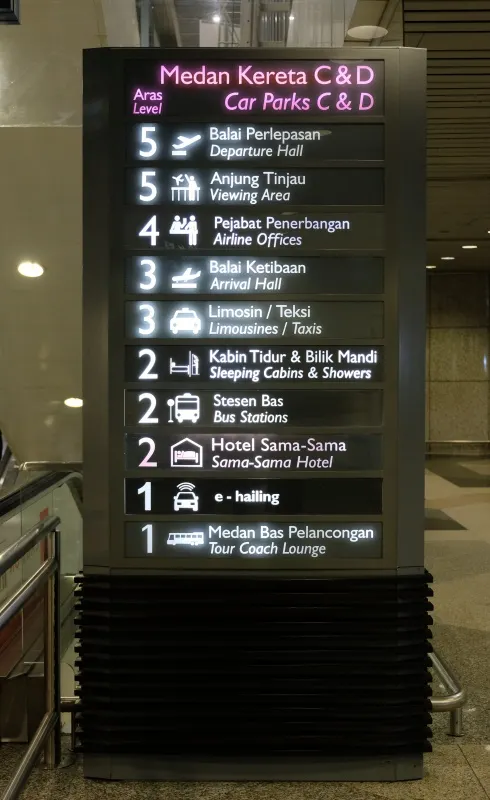 Medan Kereta C & D
Aras
Level
Car Parks C & D
5 Balai Perlepasan
Departure Hall
5 Anjung Tinjau
Viewing Area
4 Pejabat Penerbangan
Airline Offices
3 Balai Ketibaan
Arrival Hall
3 Limosin / Teksi
Limousines / Taxis
2 Kabin Tidur & Bilik Mandi
Sleeping Cabins & Showers
2 Stesen Bas
Bus Stations
2 Hotel Sama-Sama
Sama-Sama Hotel
1 e - hailing
1 Medan Bas Pelancongan
Tour Coach Lounge